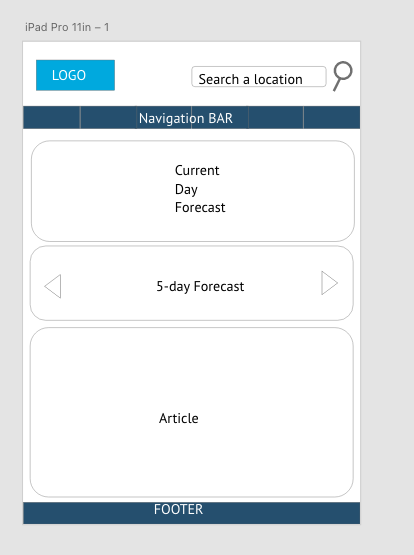 iPad Pro 11in – 1
LOGO
Search a location
Navigation BAR
Current
Day
Forecast
5-day Forecast
Article
FOOTER